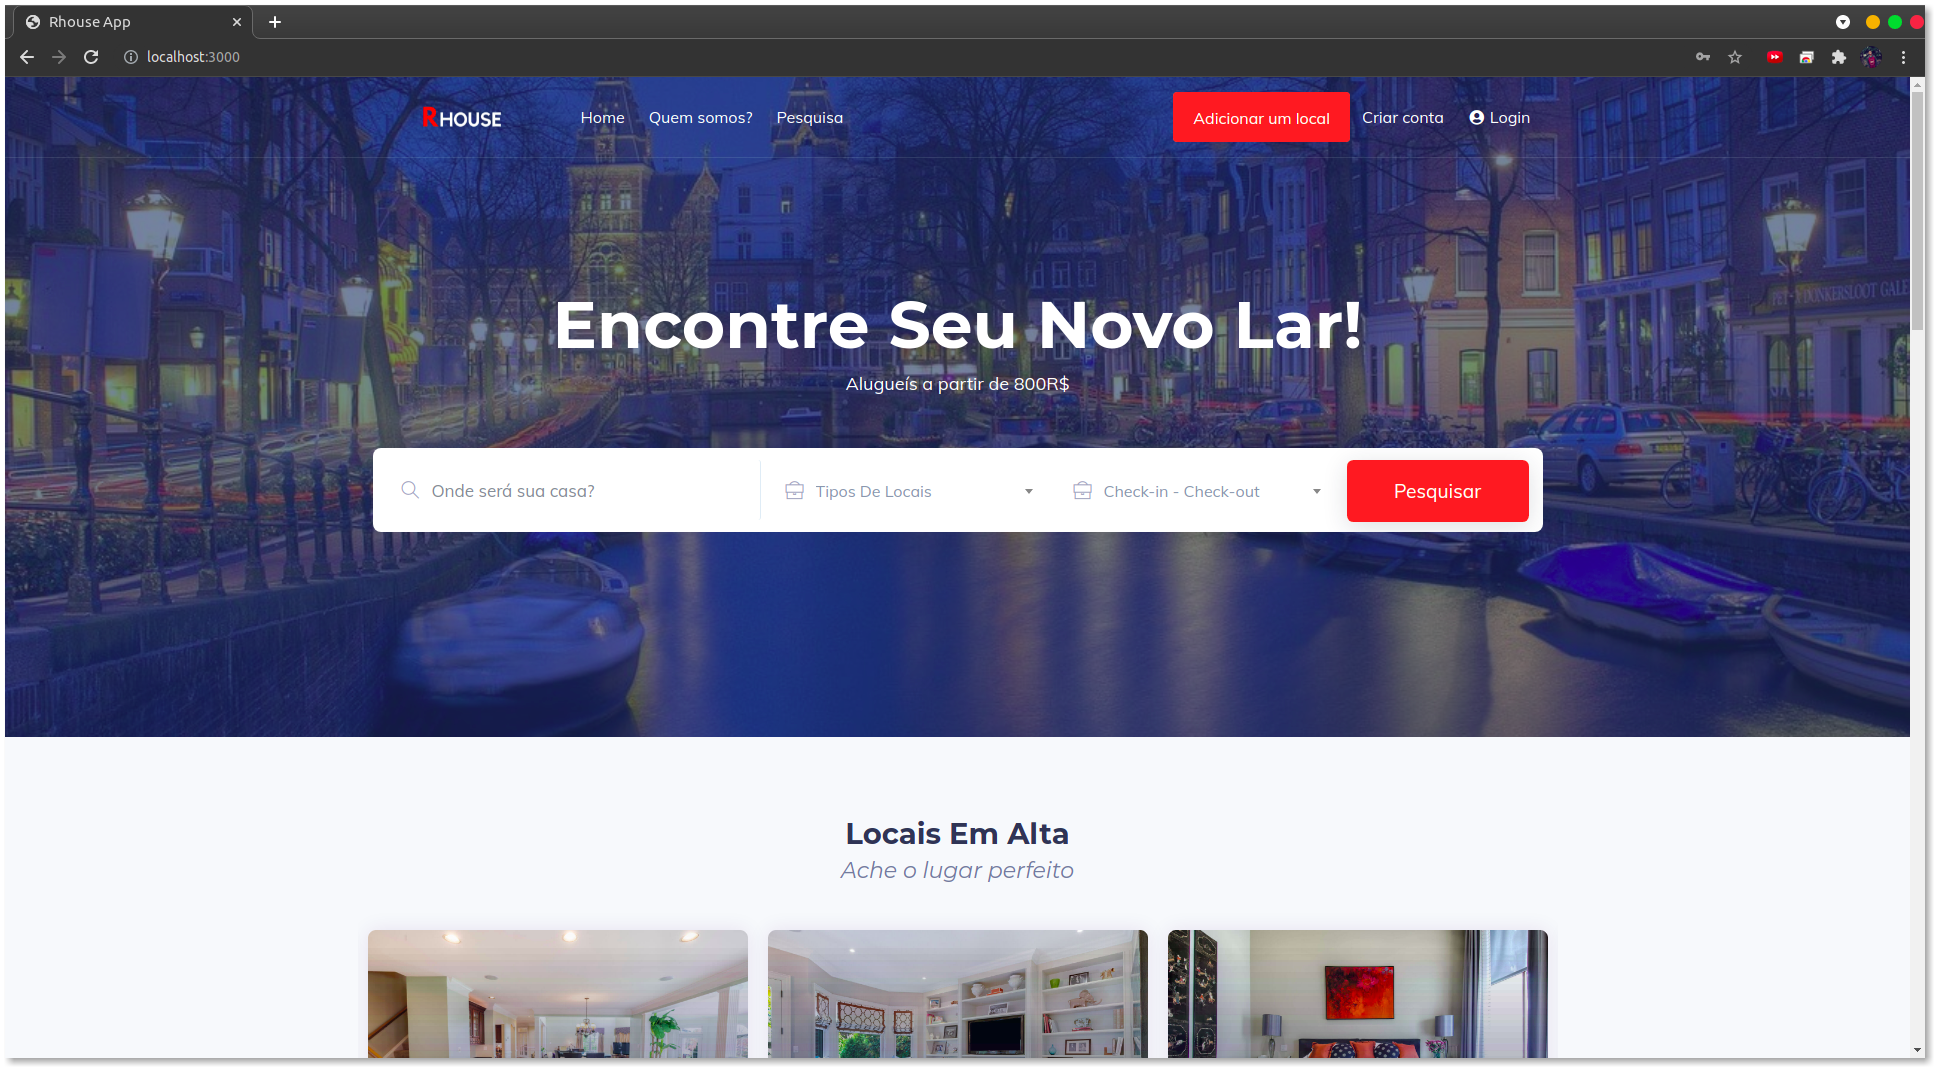 Rhouse App
localhost:3000
RHOUSE
Home
Quem somos?
Pesquisa
Adicionar um local
Criar conta
Login
Encontre Seu Novo Lar!
Alugueís a partir de 800R$
Onde será sua casa?
Tipos De Locais
Check-in - Check-out
Pesquisar
Locais Em Alta
Ache o lugar perfeito